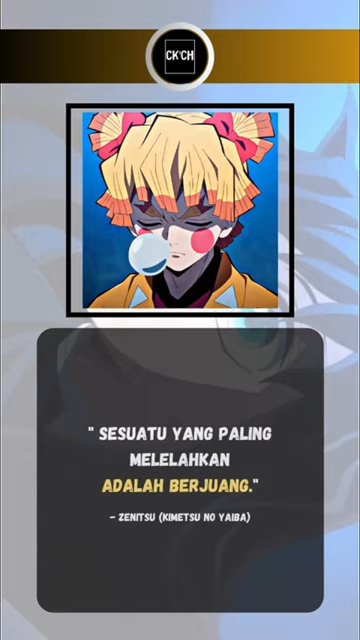 CK'CH
" SESUATU YANG PALING
MELELAHKAN
ADALAH BERJUANG."
- ZENITSU (KIMETSU NO YAIBA)